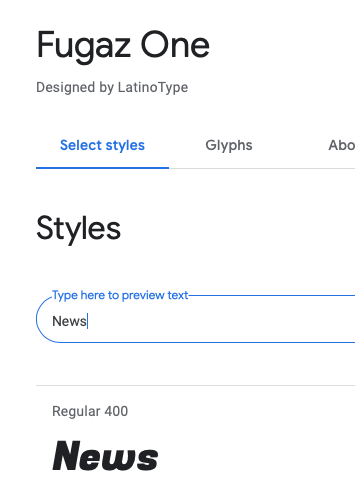 Fugaz One
Designed by LatinoType
Select styles Glyphs Abo
Styles
Type here to preview text
News
Regular 400
News